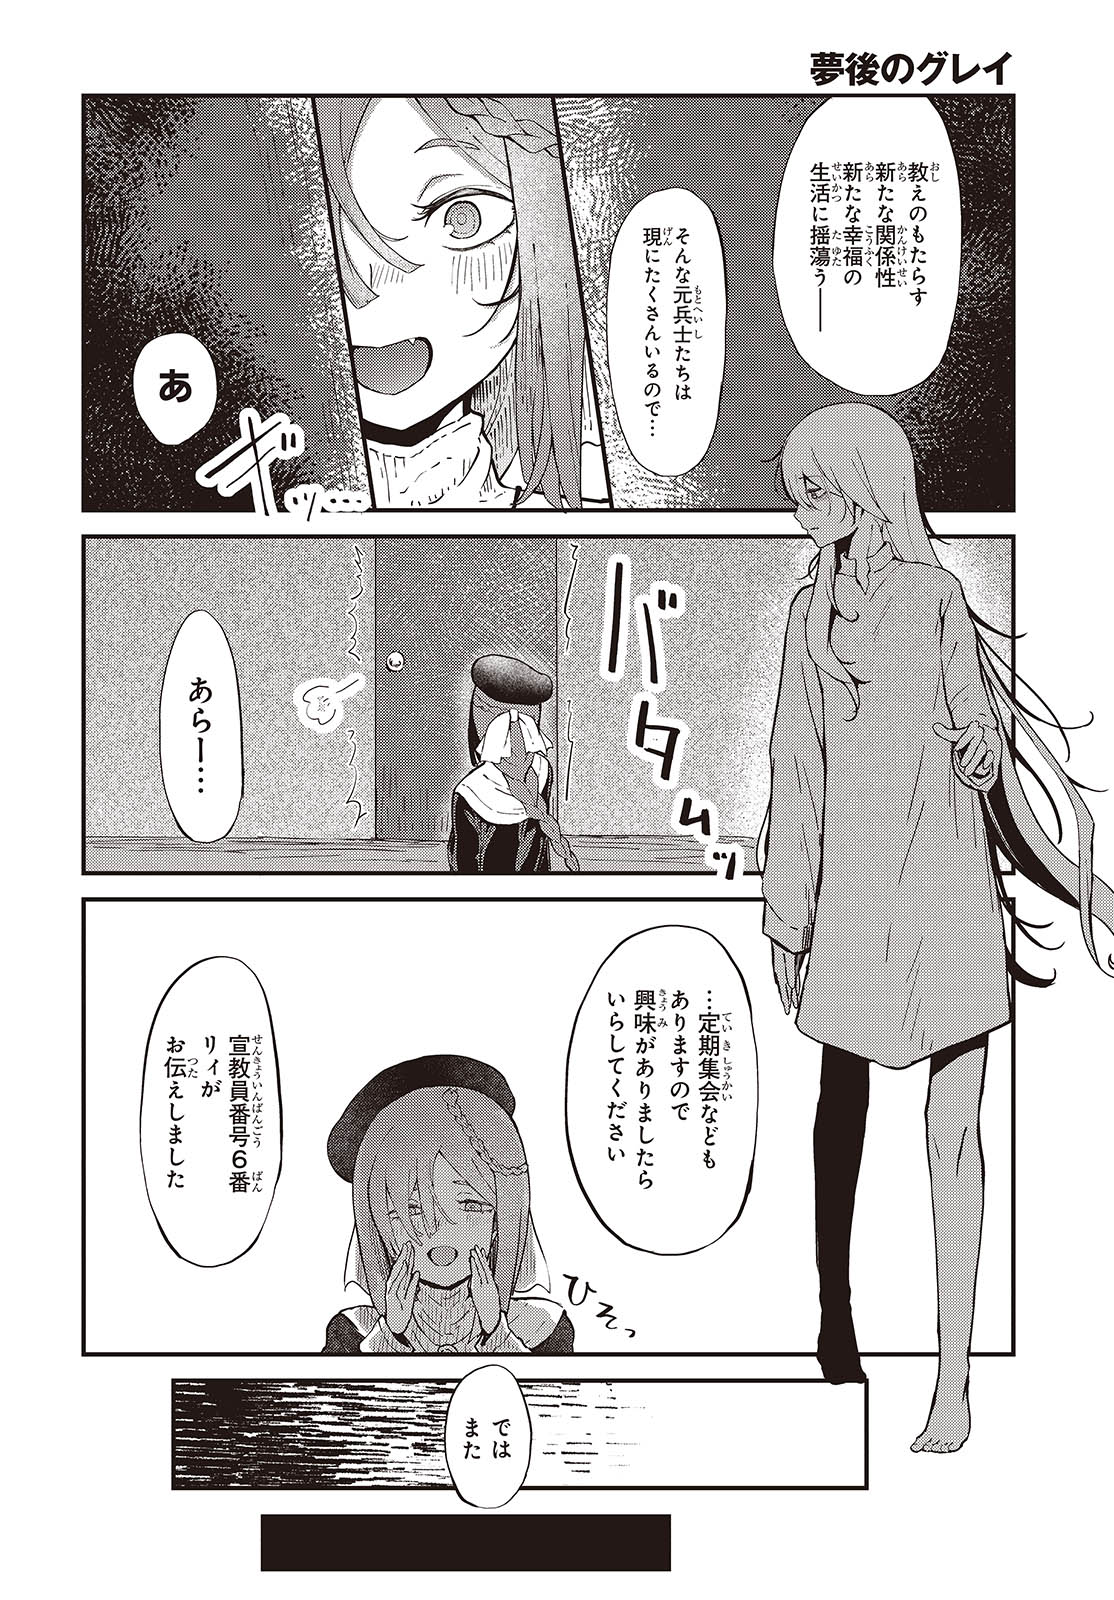 夢後のグレイ
教えのもたらす
新たな関係性
新たな幸福の
生活に揺蕩う――
そんな元兵士たちは
現にたくさんいるので…
あ
ギッ……
バタムッ
あらー…
…定期集会なども
ありますので
興味がありましたら
いらしてください
宣教員番号6番
リィが
お伝えしました
ひそっ
では
また